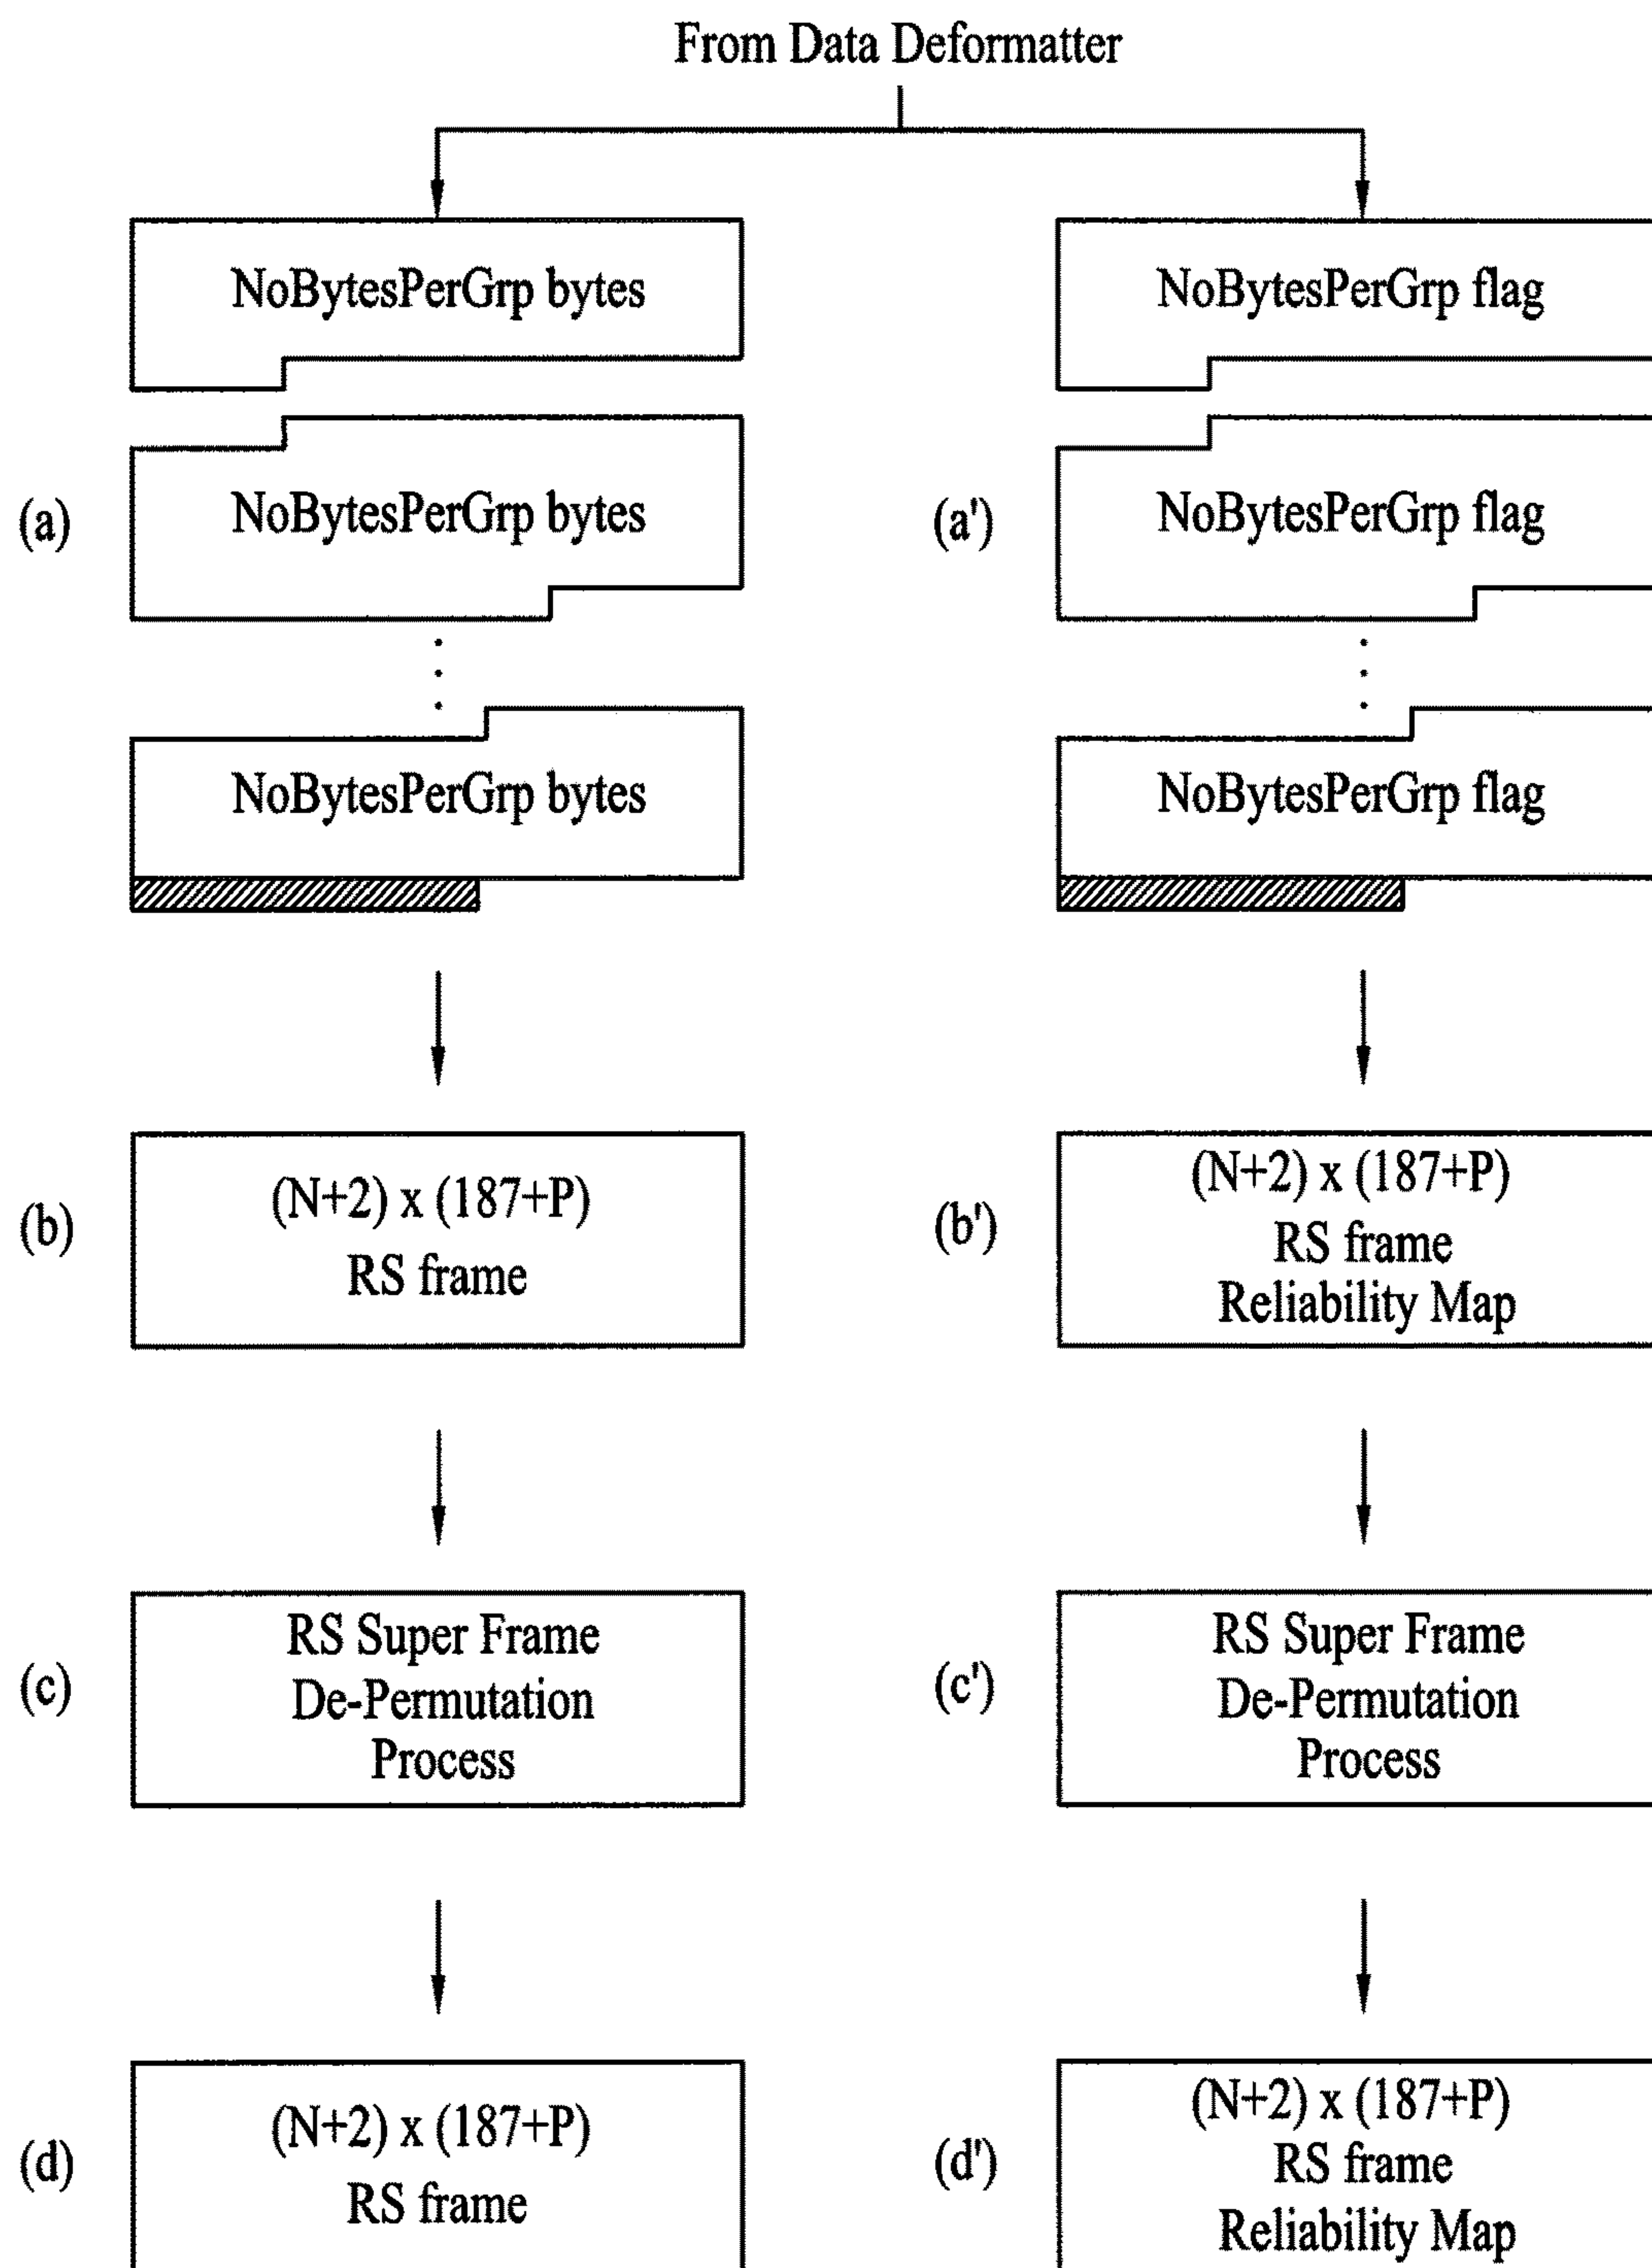 From Data Deformatter
NoBytesPerGrp bytes
NoBytesPerGrp flag
(a)
NoBytesPerGrp bytes
(a')
NoBytesPerGrp flag
NoBytesPerGrp bytes
NoBytesPerGrp flag
(b)
(N+2) x (187+P)
RS frame
(b')
(N+2) x (187+P)
RS frame
Reliability Map
(c)
RS Super Frame
De-Permutation
Process
(c')
RS Super Frame
De-Permutation
Process
(d)
(N+2) x (187+P)
RS frame
(d')
(N+2) x (187+P)
RS frame
Reliability Map